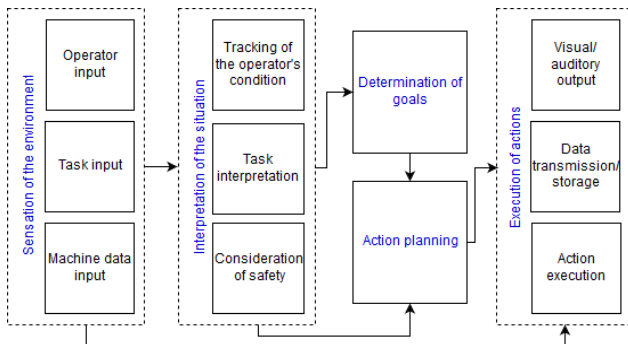 Sensation of the environment
Operator
input
Task input
Machine data
input
Interpretation of the situation
Tracking of
the operator's
condition
Task
interpretation
Consideration
of safety
Determination of
goals
Action planning
Execution of actions
Visual/
auditory
output
Data
transmission/
storage
Action
execution